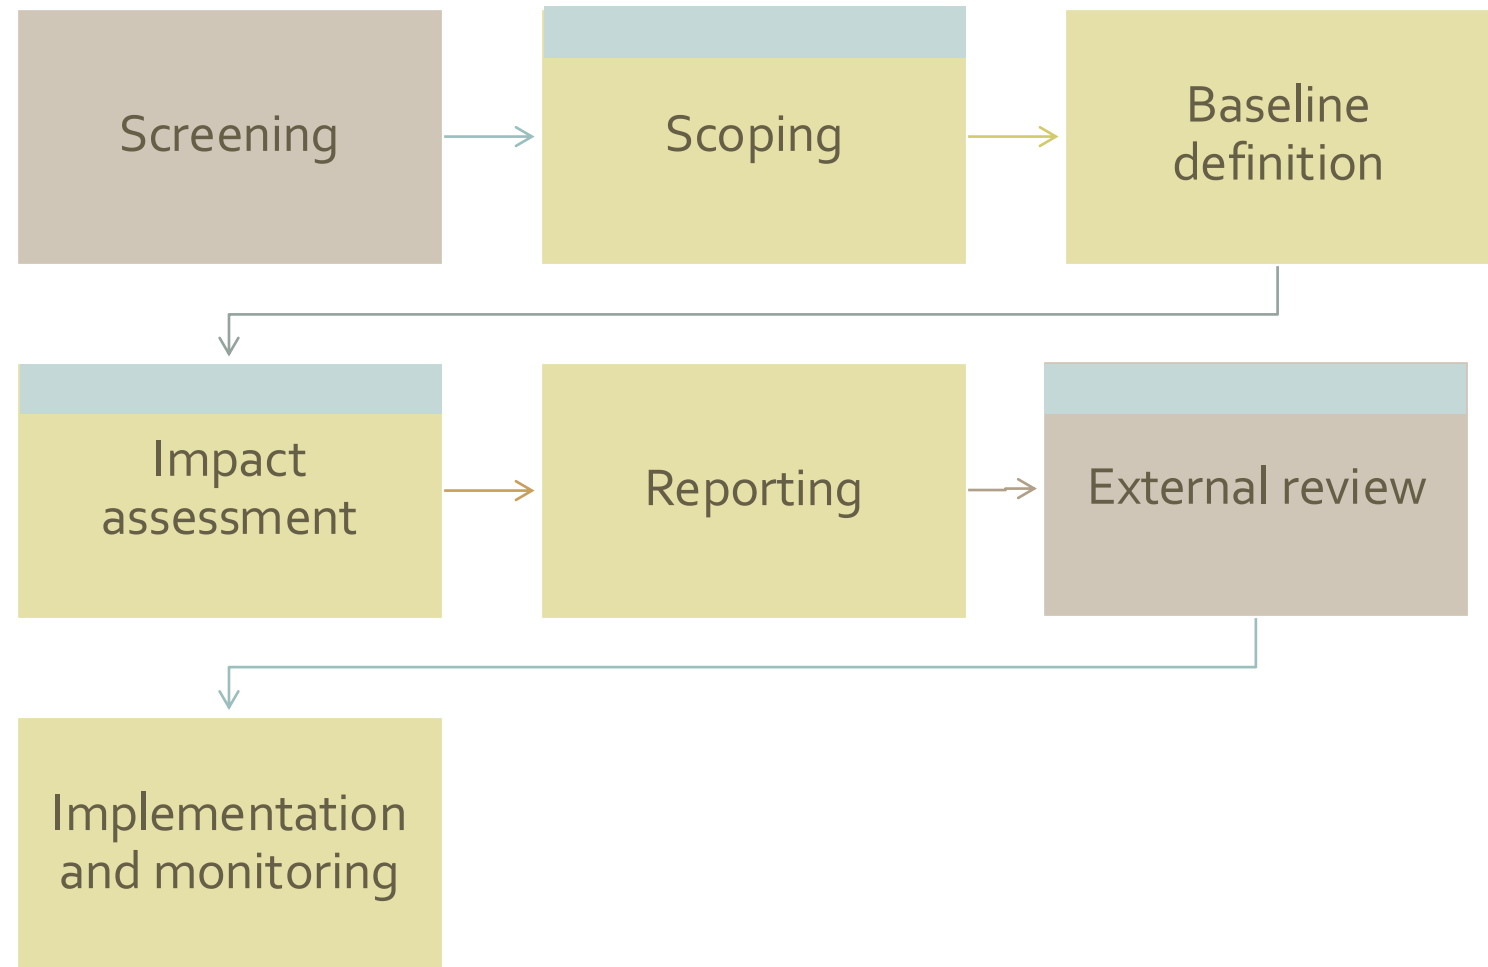 Screening
Scoping
Baseline
definition
Impact
assessment
Reporting
External review
Implementation
and monitoring